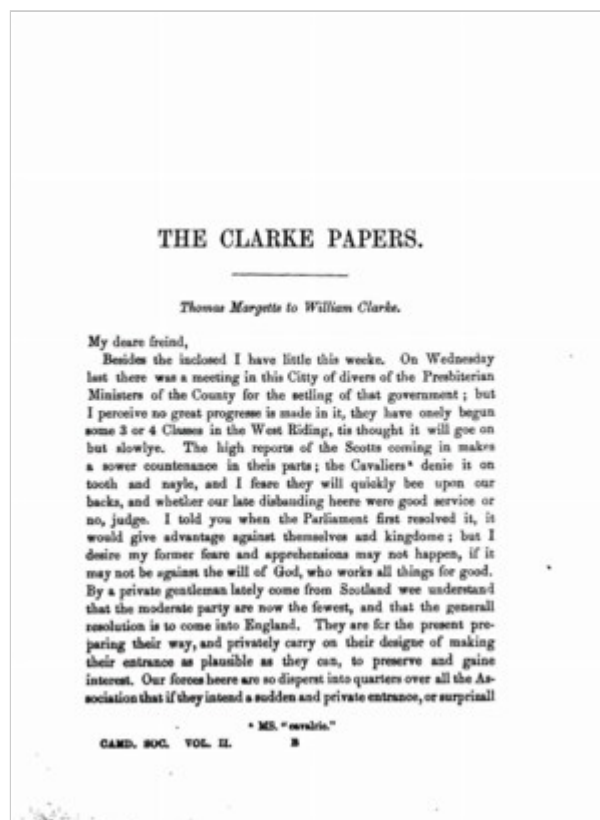 THE CLARKE PAPERS.
Thomas Margetts to William Clarke.
My deare freind,
Besides the inclosed I have little this weeke. On Wednesday
last there was a meeting in this Citty of divers of the Presbiterian
Ministers of the County for the setling of that government; but
I perceive no great progresse is made in it, they have onely begun
some 3 or 4 Classes in the West Riding, tis thought it will goe on
but slowlye. The high reports of the Scotts coming in makes
a sower countenance in theis parts; the Cavaliers* denie it on
tooth and nayle, and I feare they will quickly bee upon our
backs, and whether our late disbanding heere were good service or
no, judge. I told you when the Parliament first resolved it, it
would give advantage against themselves and kingdome; but I
desire my former feare and apprehensions may not happen, if it
may not be against the will of God, who works all things for good.
By a private gentleman lately come from Scotland wee understand
that the moderate party are now the fewest, and that the generall
resolution is to come into England. They are for the present pre-
paring their way, and privately carry on their designe of making
their entrance as plausible as they can, to preserve and gaine
interest. Our forces heere are so disperst into quarters over all the As-
sociation that if they intend a sudden and private entrance, or surprizall
* MS. "cavalrie."
CAMD. SOC. VOL. II. B